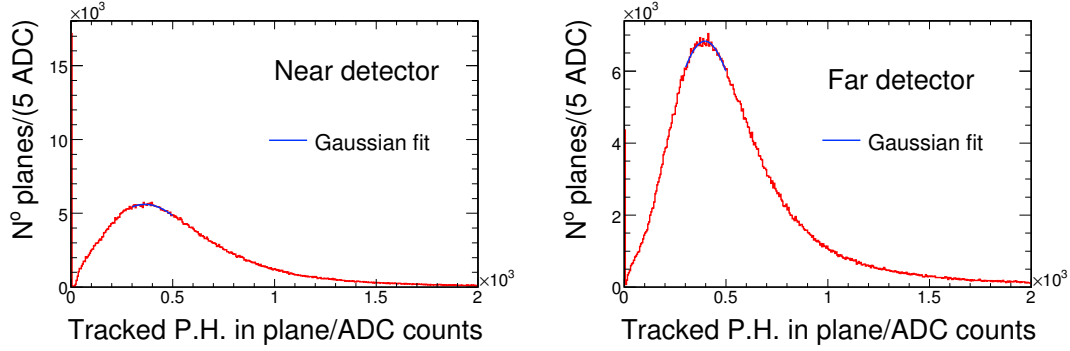 ×10³
Nº planes/(5 ADC)
15
10
5
0
Near detector
Gaussian fit
0 0.5 1 1.5 2
×10³
Tracked P.H. in plane/ADC counts
×10³
Nº planes/(5 ADC)
6
4
2
0
Far detector
Gaussian fit
0 0.5 1 1.5 2
×10³
Tracked P.H. in plane/ADC counts